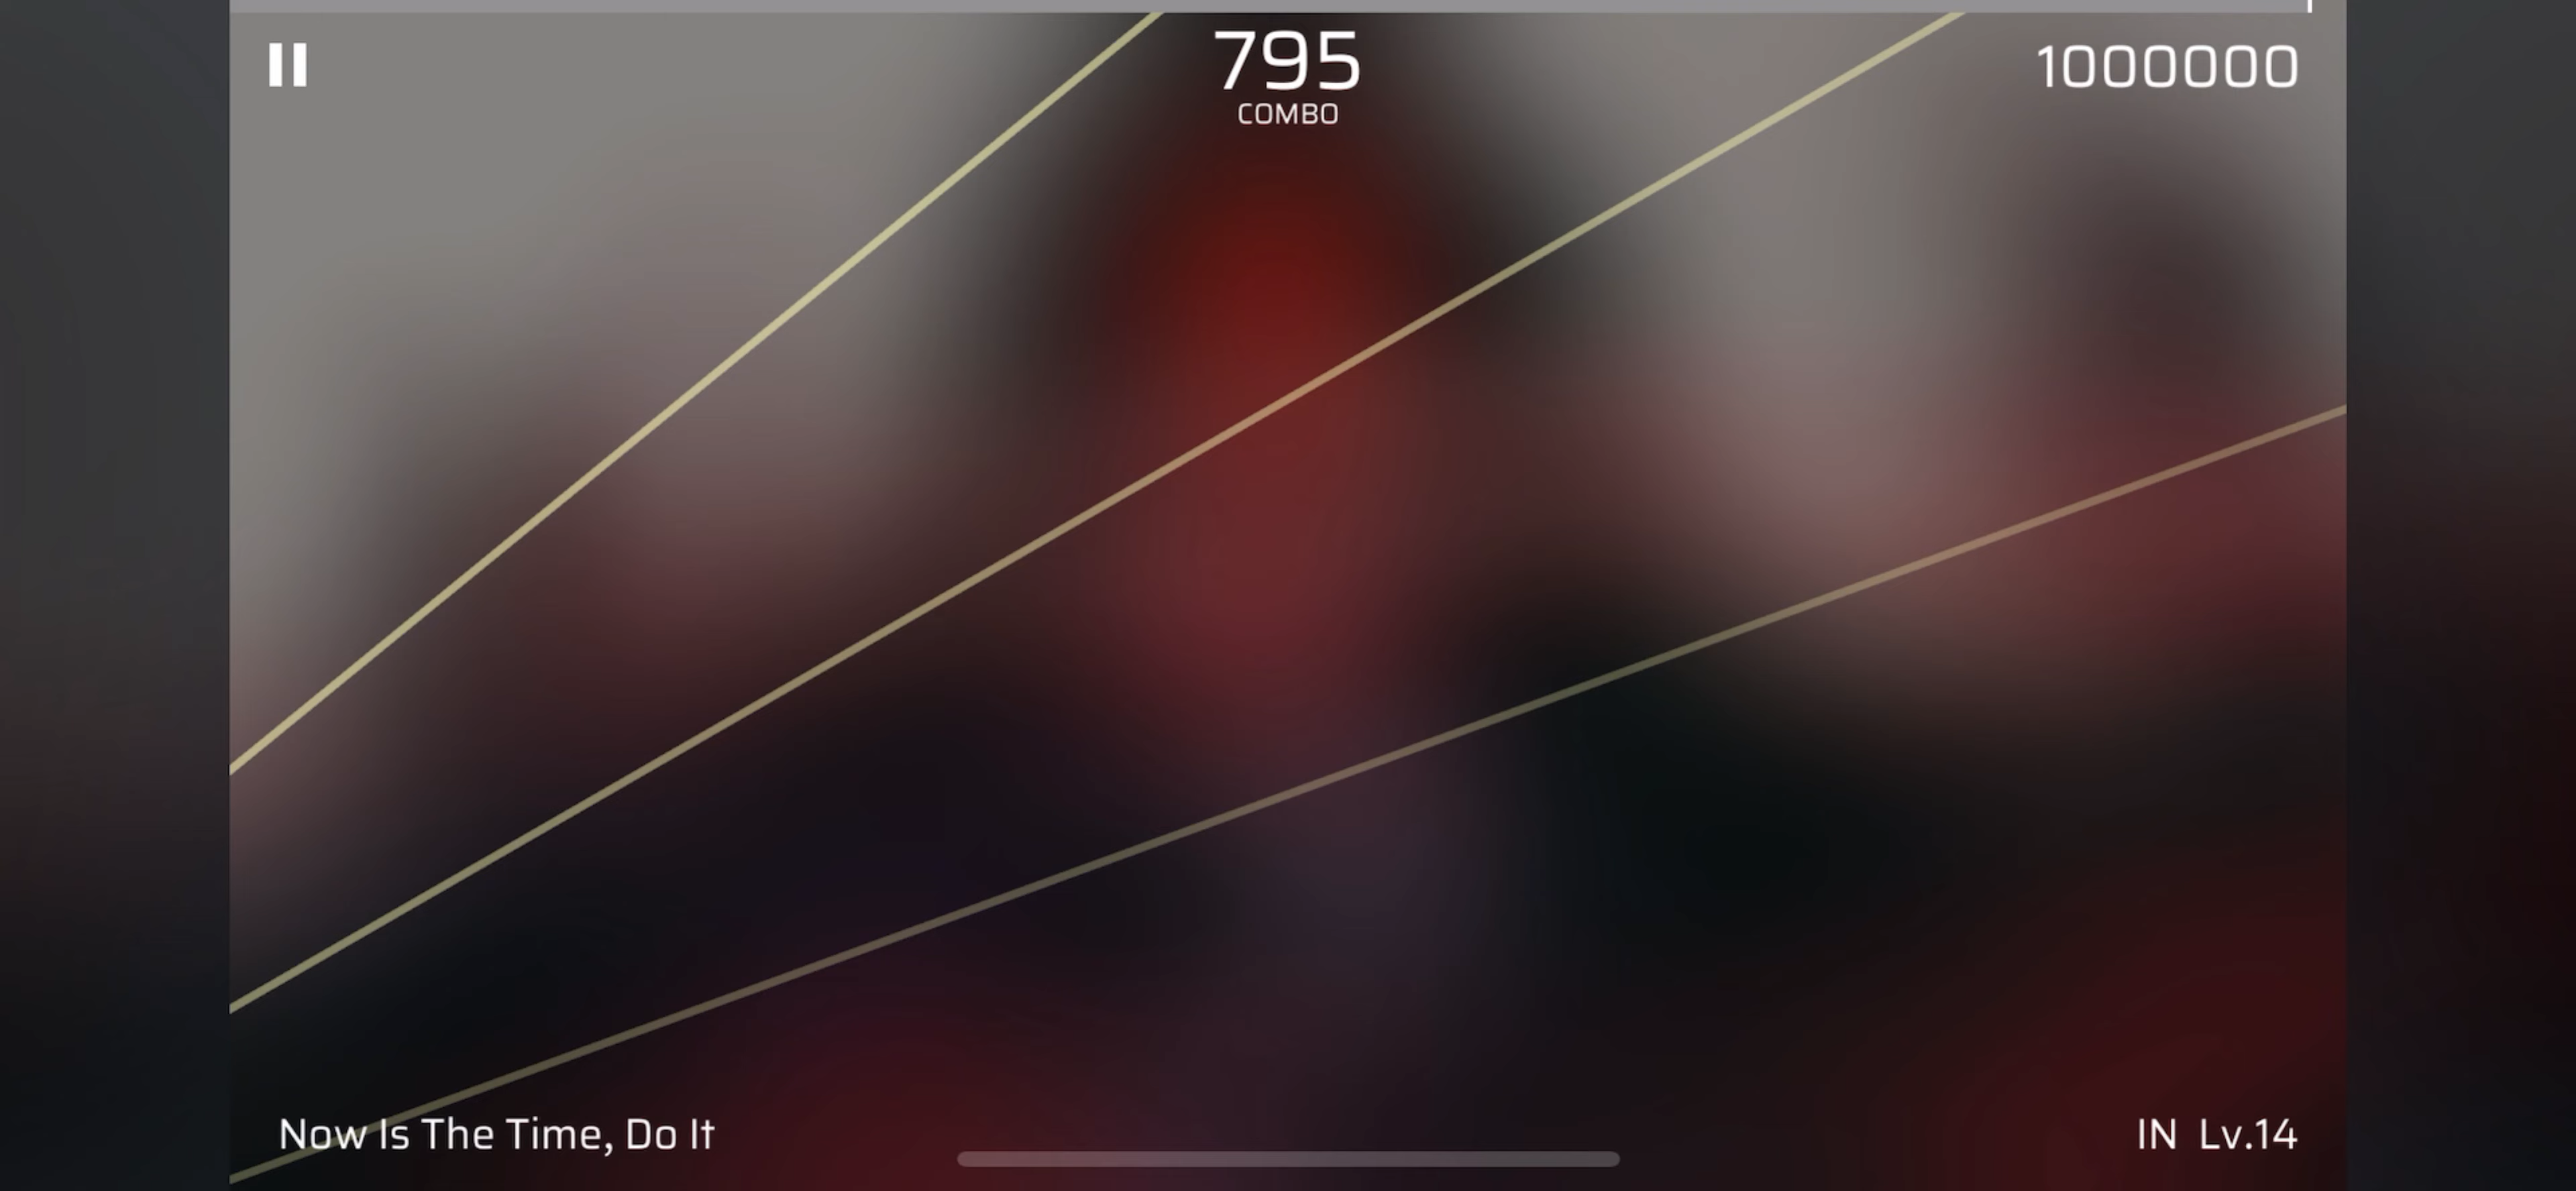 795
COMBO
1000000
Now Is The Time, Do It
IN Lv.14